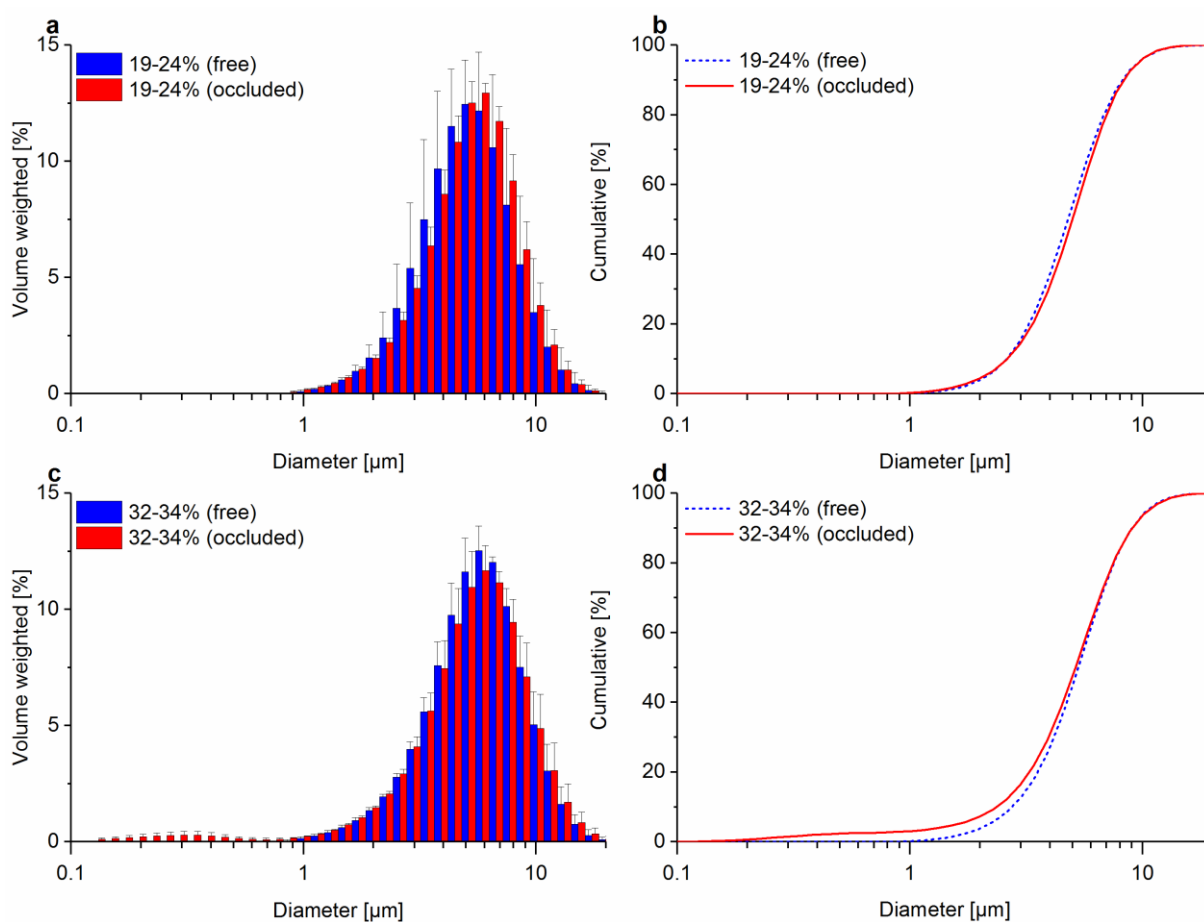 a
19-24% (free)
19-24% (occluded)
Volume weighted [%]
15
10
5
0
0.1
1
10
Diameter [µm]
b
19-24% (free)
19-24% (occluded)
Cumulative [%]
100
80
60
40
20
0
0.1
1
10
Diameter [µm]
c
32-34% (free)
32-34% (occluded)
Volume weighted [%]
15
10
5
0
0.1
1
10
Diameter [µm]
d
32-34% (free)
32-34% (occluded)
Cumulative [%]
100
80
60
40
20
0
0.1
1
10
Diameter [µm]